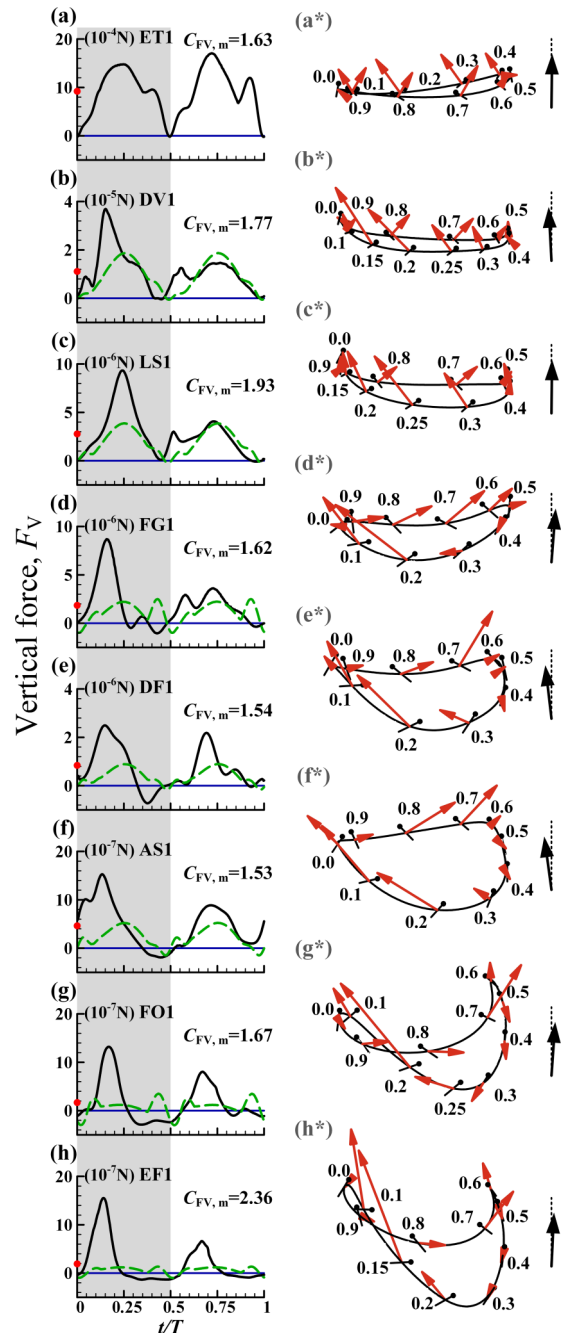 Vertical force, F_V
(a)
(10⁻⁴N) ET1
C_FV, m=1.63
20
10
0
(b)
(10⁻⁵N) DV1
C_FV, m=1.77
4
2
0
(c)
(10⁻⁶N) LS1
C_FV, m=1.93
10
5
0
(d)
(10⁻⁶N) FG1
C_FV, m=1.62
10
5
0
(e)
(10⁻⁶N) DF1
C_FV, m=1.54
4
2
0
(f)
(10⁻⁷N) AS1
C_FV, m=1.53
20
10
0
(g)
(10⁻⁷N) FO1
C_FV, m=1.67
20
10
0
(h)
(10⁻⁷N) EF1
C_FV, m=2.36
20
10
0
0 0.25 0.5 0.75 1
t/T
(a*)
0.0 0.1 0.2 0.3 0.4
0.9 0.8 0.7 0.6 0.5
(b*)
0.0 0.9 0.8 0.7 0.6 0.5
0.1 0.15 0.2 0.25 0.3 0.4
(c*)
0.0
0.9 0.8 0.7 0.6 0.5
0.15 0.2 0.25 0.3 0.4
(d*)
0.0 0.9 0.8 0.7 0.6 0.5
0.1 0.2 0.3 0.4
(e*)
0.0 0.9 0.8 0.7 0.6 0.5
0.1 0.2 0.3 0.4
(f*)
0.9 0.8 0.7 0.6 0.5
0.0 0.1 0.2 0.3 0.4
(g*)
0.0 0.1 0.6 0.5
0.9 0.8 0.7 0.4
0.2 0.25 0.3
(h*)
0.0 0.1 0.6 0.5
0.9 0.8 0.7 0.4
0.15 0.2 0.3